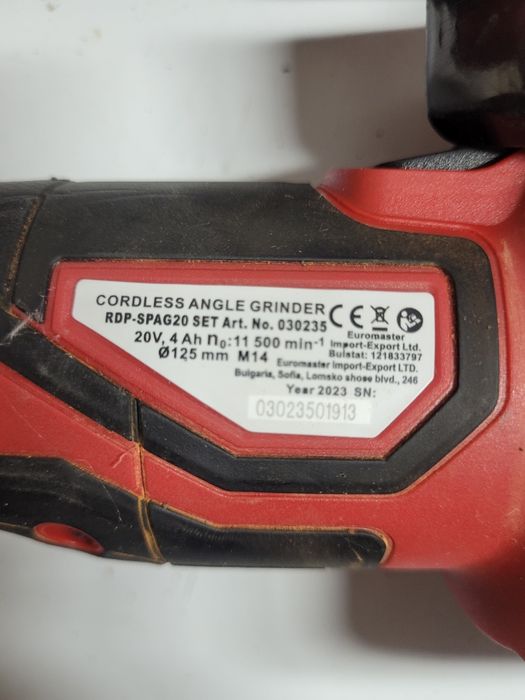 CORDLESS ANGLE GRINDER
RDP-SPAG20 SET Art. No. 030235
20V, 4 Ah n₀:11 500 min⁻¹
Ø125 mm M14
CE
Euromaster
Import-Export Ltd.
Bulstat: 121833797
Euromaster Import-Export LTD.
Bulgaria, Sofia, Lomsko shose blvd., 246
Year 2023 SN:
03023501913